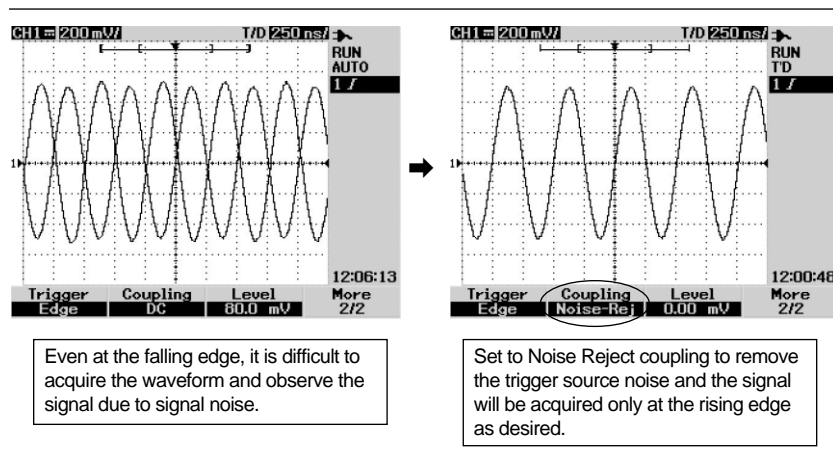 CH1 = 200 mV/ T/D 250 ns/
RUN
AUTO
1
1
12:06:13
Trigger Coupling Level More
Edge DC 80.0 mV 2/2
Even at the falling edge, it is difficult to
acquire the waveform and observe the
signal due to signal noise.
CH1 = 200 mV/ T/D 250 ns/
RUN
T'D
1
1
12:00:48
Trigger Coupling Level More
Edge Noise-Rej 0.00 mV 2/2
Set to Noise Reject coupling to remove
the trigger source noise and the signal
will be acquired only at the rising edge
as desired.